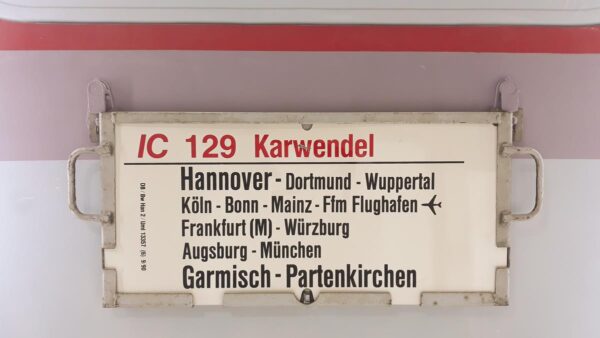 IC 129 Karwendel
Hannover - Dortmund - Wuppertal
Köln - Bonn - Mainz - Ffm Flughafen
Frankfurt (M) - Würzburg
Augsburg - München
Garmisch - Partenkirchen